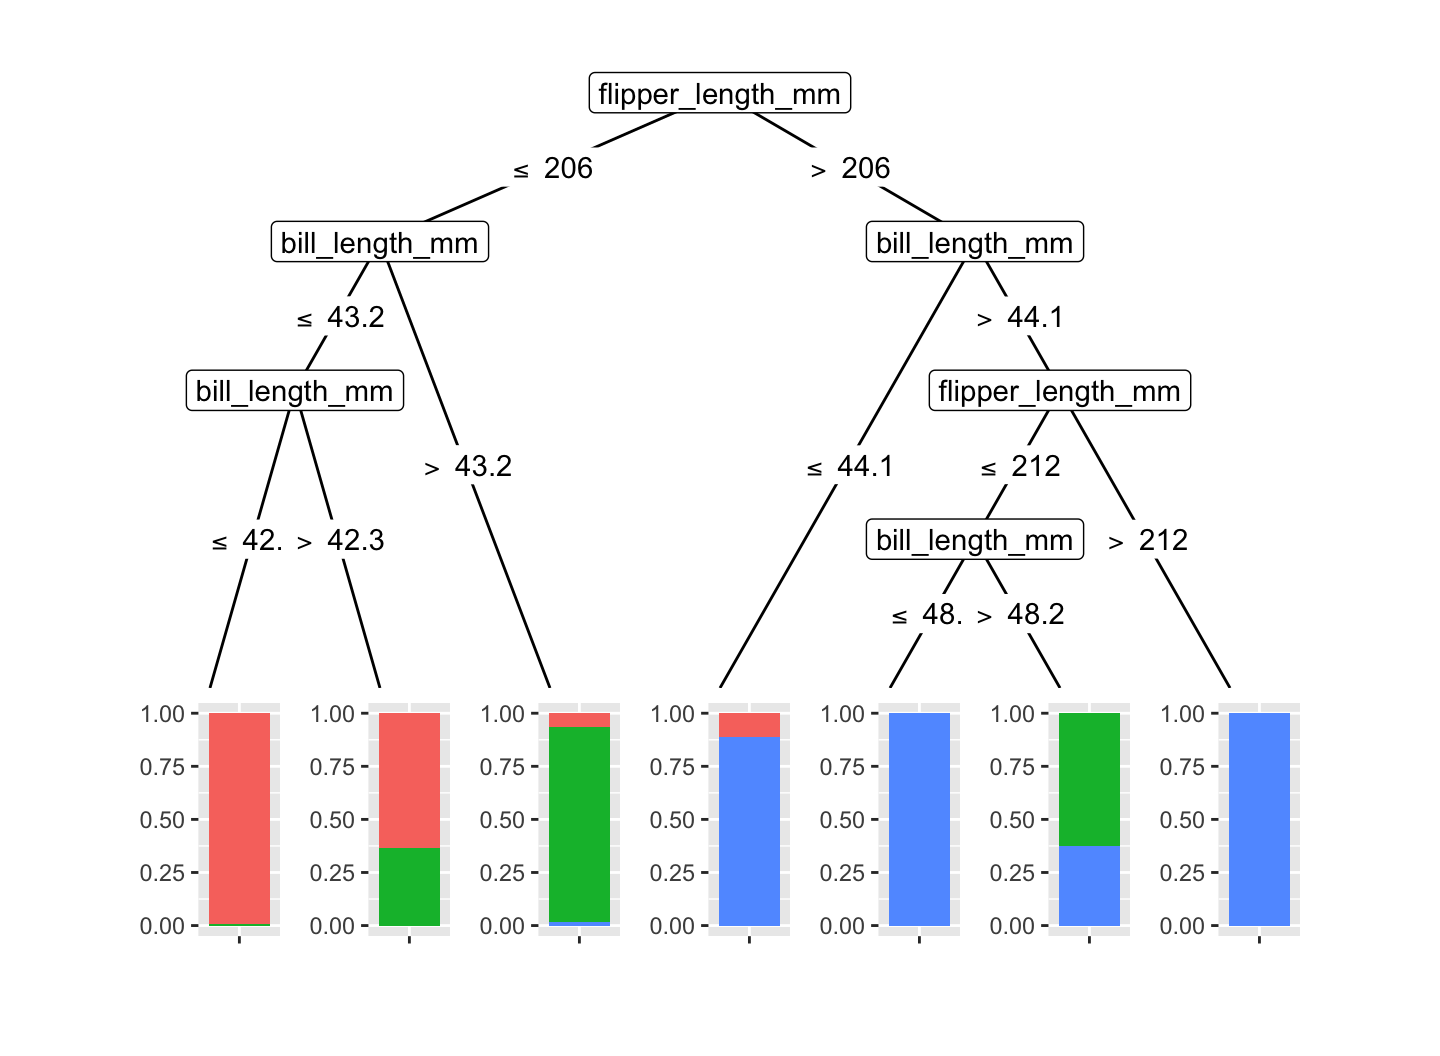 flipper_length_mm
≤ 206 > 206
bill_length_mm bill_length_mm
≤ 43.2 > 44.1
bill_length_mm flipper_length_mm
> 43.2 ≤ 44.1 ≤ 212
≤ 42. > 42.3 bill_length_mm > 212
≤ 48. > 48.2
1.00 1.00 1.00 1.00 1.00 1.00 1.00
0.75 0.75 0.75 0.75 0.75 0.75 0.75
0.50 0.50 0.50 0.50 0.50 0.50 0.50
0.25 0.25 0.25 0.25 0.25 0.25 0.25
0.00 0.00 0.00 0.00 0.00 0.00 0.00